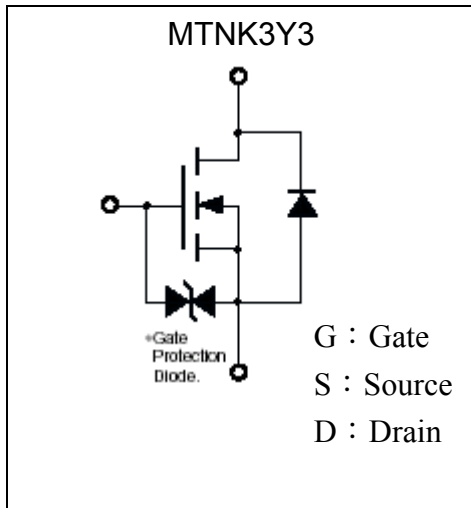 MTNK3Y3
*Gate
Protection
Diode.
G：Gate
S：Source
D：Drain